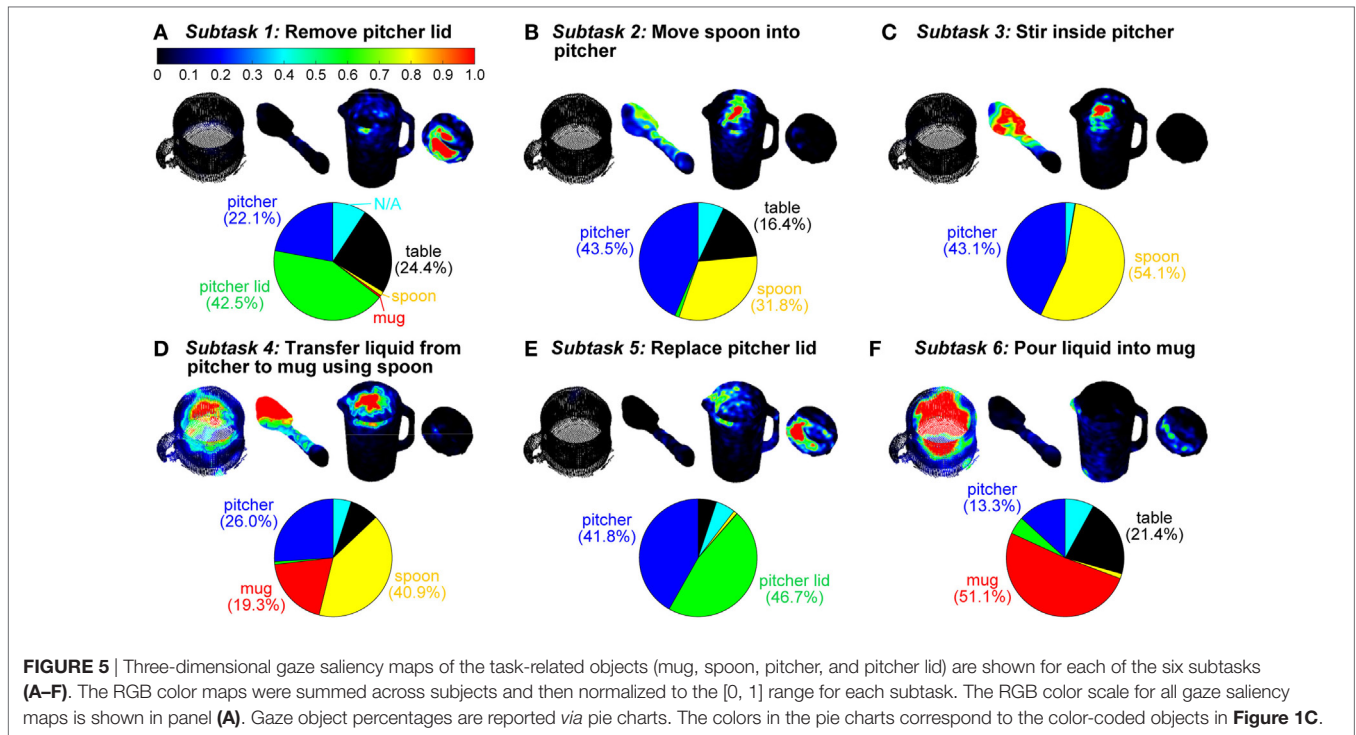 A Subtask 1: Remove pitcher lid
0 0.1 0.2 0.3 0.4 0.5 0.6 0.7 0.8 0.9 1.0
pitcher
(22.1%)
N/A
table
(24.4%)
pitcher lid
(42.5%)
spoon
mug
B Subtask 2: Move spoon into
pitcher
pitcher
(43.5%)
table
(16.4%)
spoon
(31.8%)
C Subtask 3: Stir inside pitcher
pitcher
(43.1%)
spoon
(54.1%)
D Subtask 4: Transfer liquid from
pitcher to mug using spoon
pitcher
(26.0%)
mug
(19.3%)
spoon
(40.9%)
E Subtask 5: Replace pitcher lid
pitcher
(41.8%)
pitcher lid
(46.7%)
F Subtask 6: Pour liquid into mug
pitcher
(13.3%)
table
(21.4%)
mug
(51.1%)
FIGURE 5 | Three-dimensional gaze saliency maps of the task-related objects (mug, spoon, pitcher, and pitcher lid) are shown for each of the six subtasks
(A–F). The RGB color maps were summed across subjects and then normalized to the [0, 1] range for each subtask. The RGB color scale for all gaze saliency
maps is shown in panel (A). Gaze object percentages are reported via pie charts. The colors in the pie charts correspond to the color-coded objects in Figure 1C.